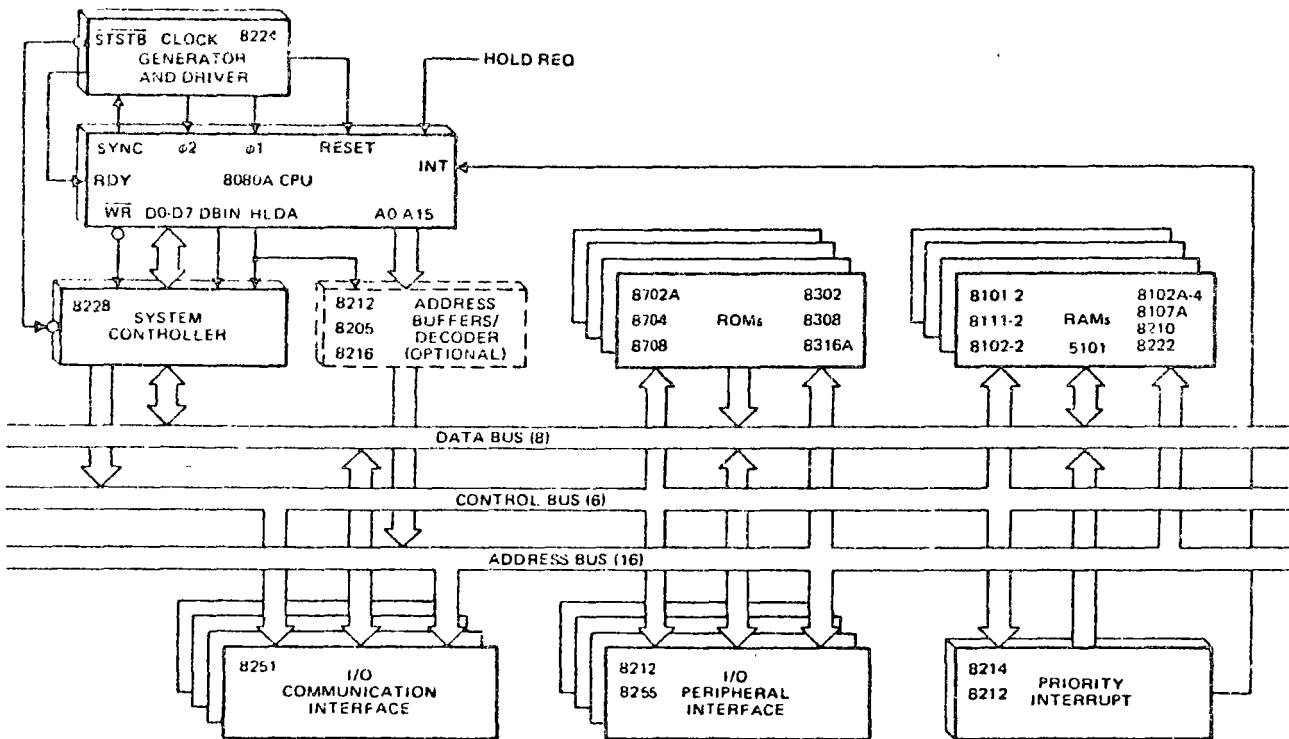 STSTB CLOCK 8224
GENERATOR
AND DRIVER
HOLD REQ
SYNC φ2 φ1 RESET
INT
RDY 8080A CPU
WR D0-D7 DBIN HLDA A0 A15
8228
SYSTEM
CONTROLLER
8212 ADDRESS
BUFFERS/
8205 DECODER
8216 (OPTIONAL)
8702A 8302
8704 ROMs 8308
8708 8316A
8101-2 8102A-4
8111-2 RAMs 8107A
8210
8102-2 5101 8222
DATA BUS (8)
CONTROL BUS (6)
ADDRESS BUS (16)
8251 I/O
COMMUNICATION
INTERFACE
8212 I/O
8255 PERIPHERAL
INTERFACE
8214 PRIORITY
8212 INTERRUPT